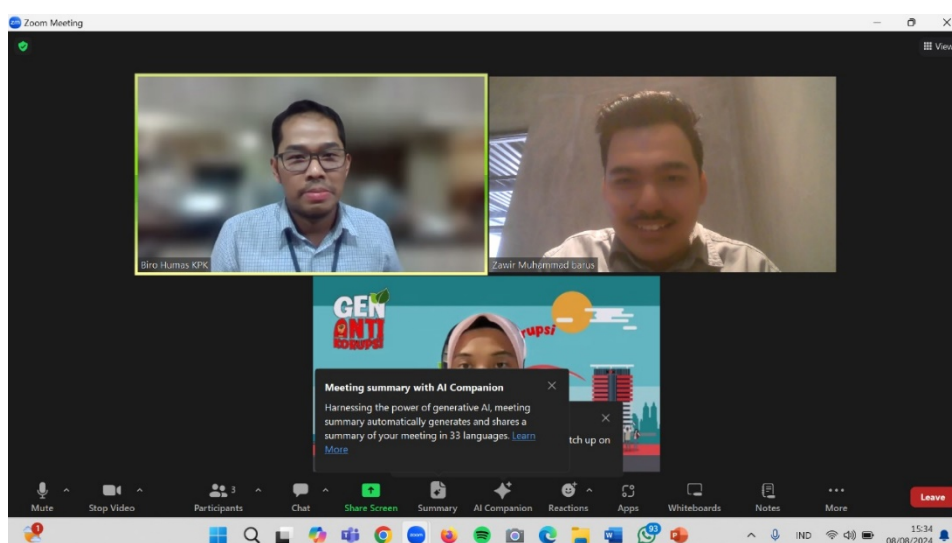 Zoom Meeting
View
Biro Humas KPK
Zawir Muhammad barus
GEN
ANTI
KORUPSI
rupsi
Meeting summary with AI Companion
Harnessing the power of generative AI, meeting
summary automatically generates and shares a
summary of your meeting in 33 languages. Learn
More
tch up on
Mute
Stop Video
3
Participants
Chat
Share Screen
Summary
AI Companion
Reactions
Apps
Whiteboards
Notes
More
Leave
93
IND
15:34
08/08/2024